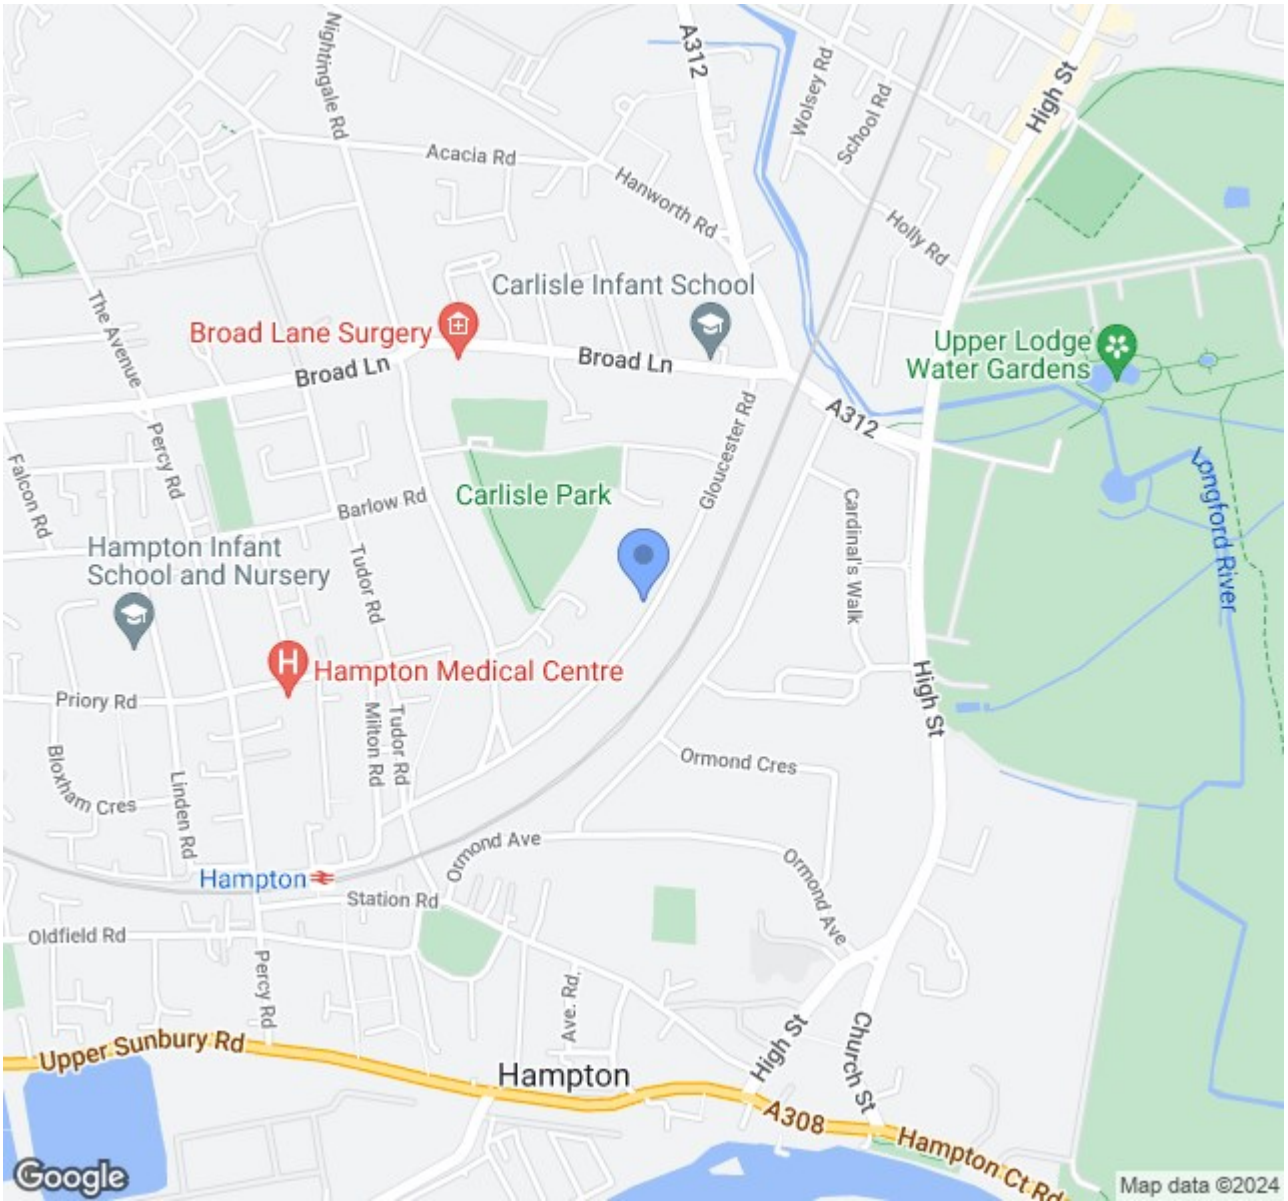 Nightingale Rd
A312
Wolsey Rd
School Rd
High St
Acacia Rd
Hanworth Rd
Holly Rd
Carlisle Infant School
The Avenue
Broad Lane Surgery
Broad Ln
Broad Ln
Upper Lodge
Water Gardens
A312
Gloucester Rd
Percy Rd
Falcon Rd
Carlisle Park
Barlow Rd
Longford River
Cardinal's Walk
Hampton Infant
School and Nursery
Tudor Rd
Hampton Medical Centre
High St
Priory Rd
Milton Rd
Tudor Rd
Bloxham Cres
Linden Rd
Ormond Cres
Ormond Ave
Ormond Ave
Hampton
Station Rd
Oldfield Rd
Percy Rd
Ave. Rd.
Upper Sunbury Rd
Hampton
High St
Church St
A308
Hampton Ct Rd
Google
Map data ©2024